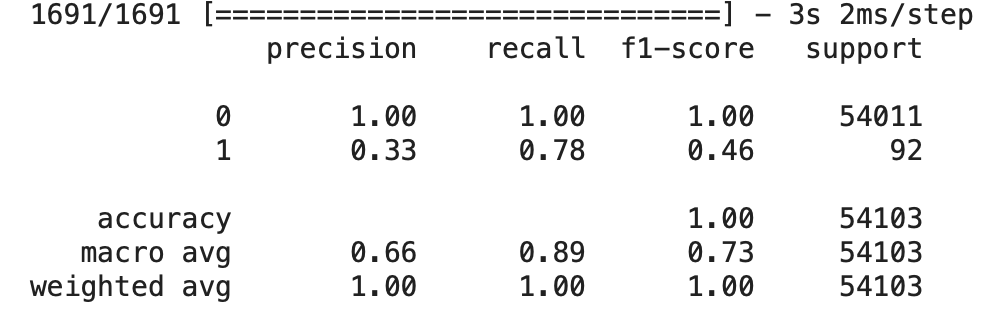 1691/1691 [==============================] - 3s 2ms/step
precision recall f1-score support
0 1.00 1.00 1.00 54011
1 0.33 0.78 0.46 92
accuracy 1.00 54103
macro avg 0.66 0.89 0.73 54103
weighted avg 1.00 1.00 1.00 54103